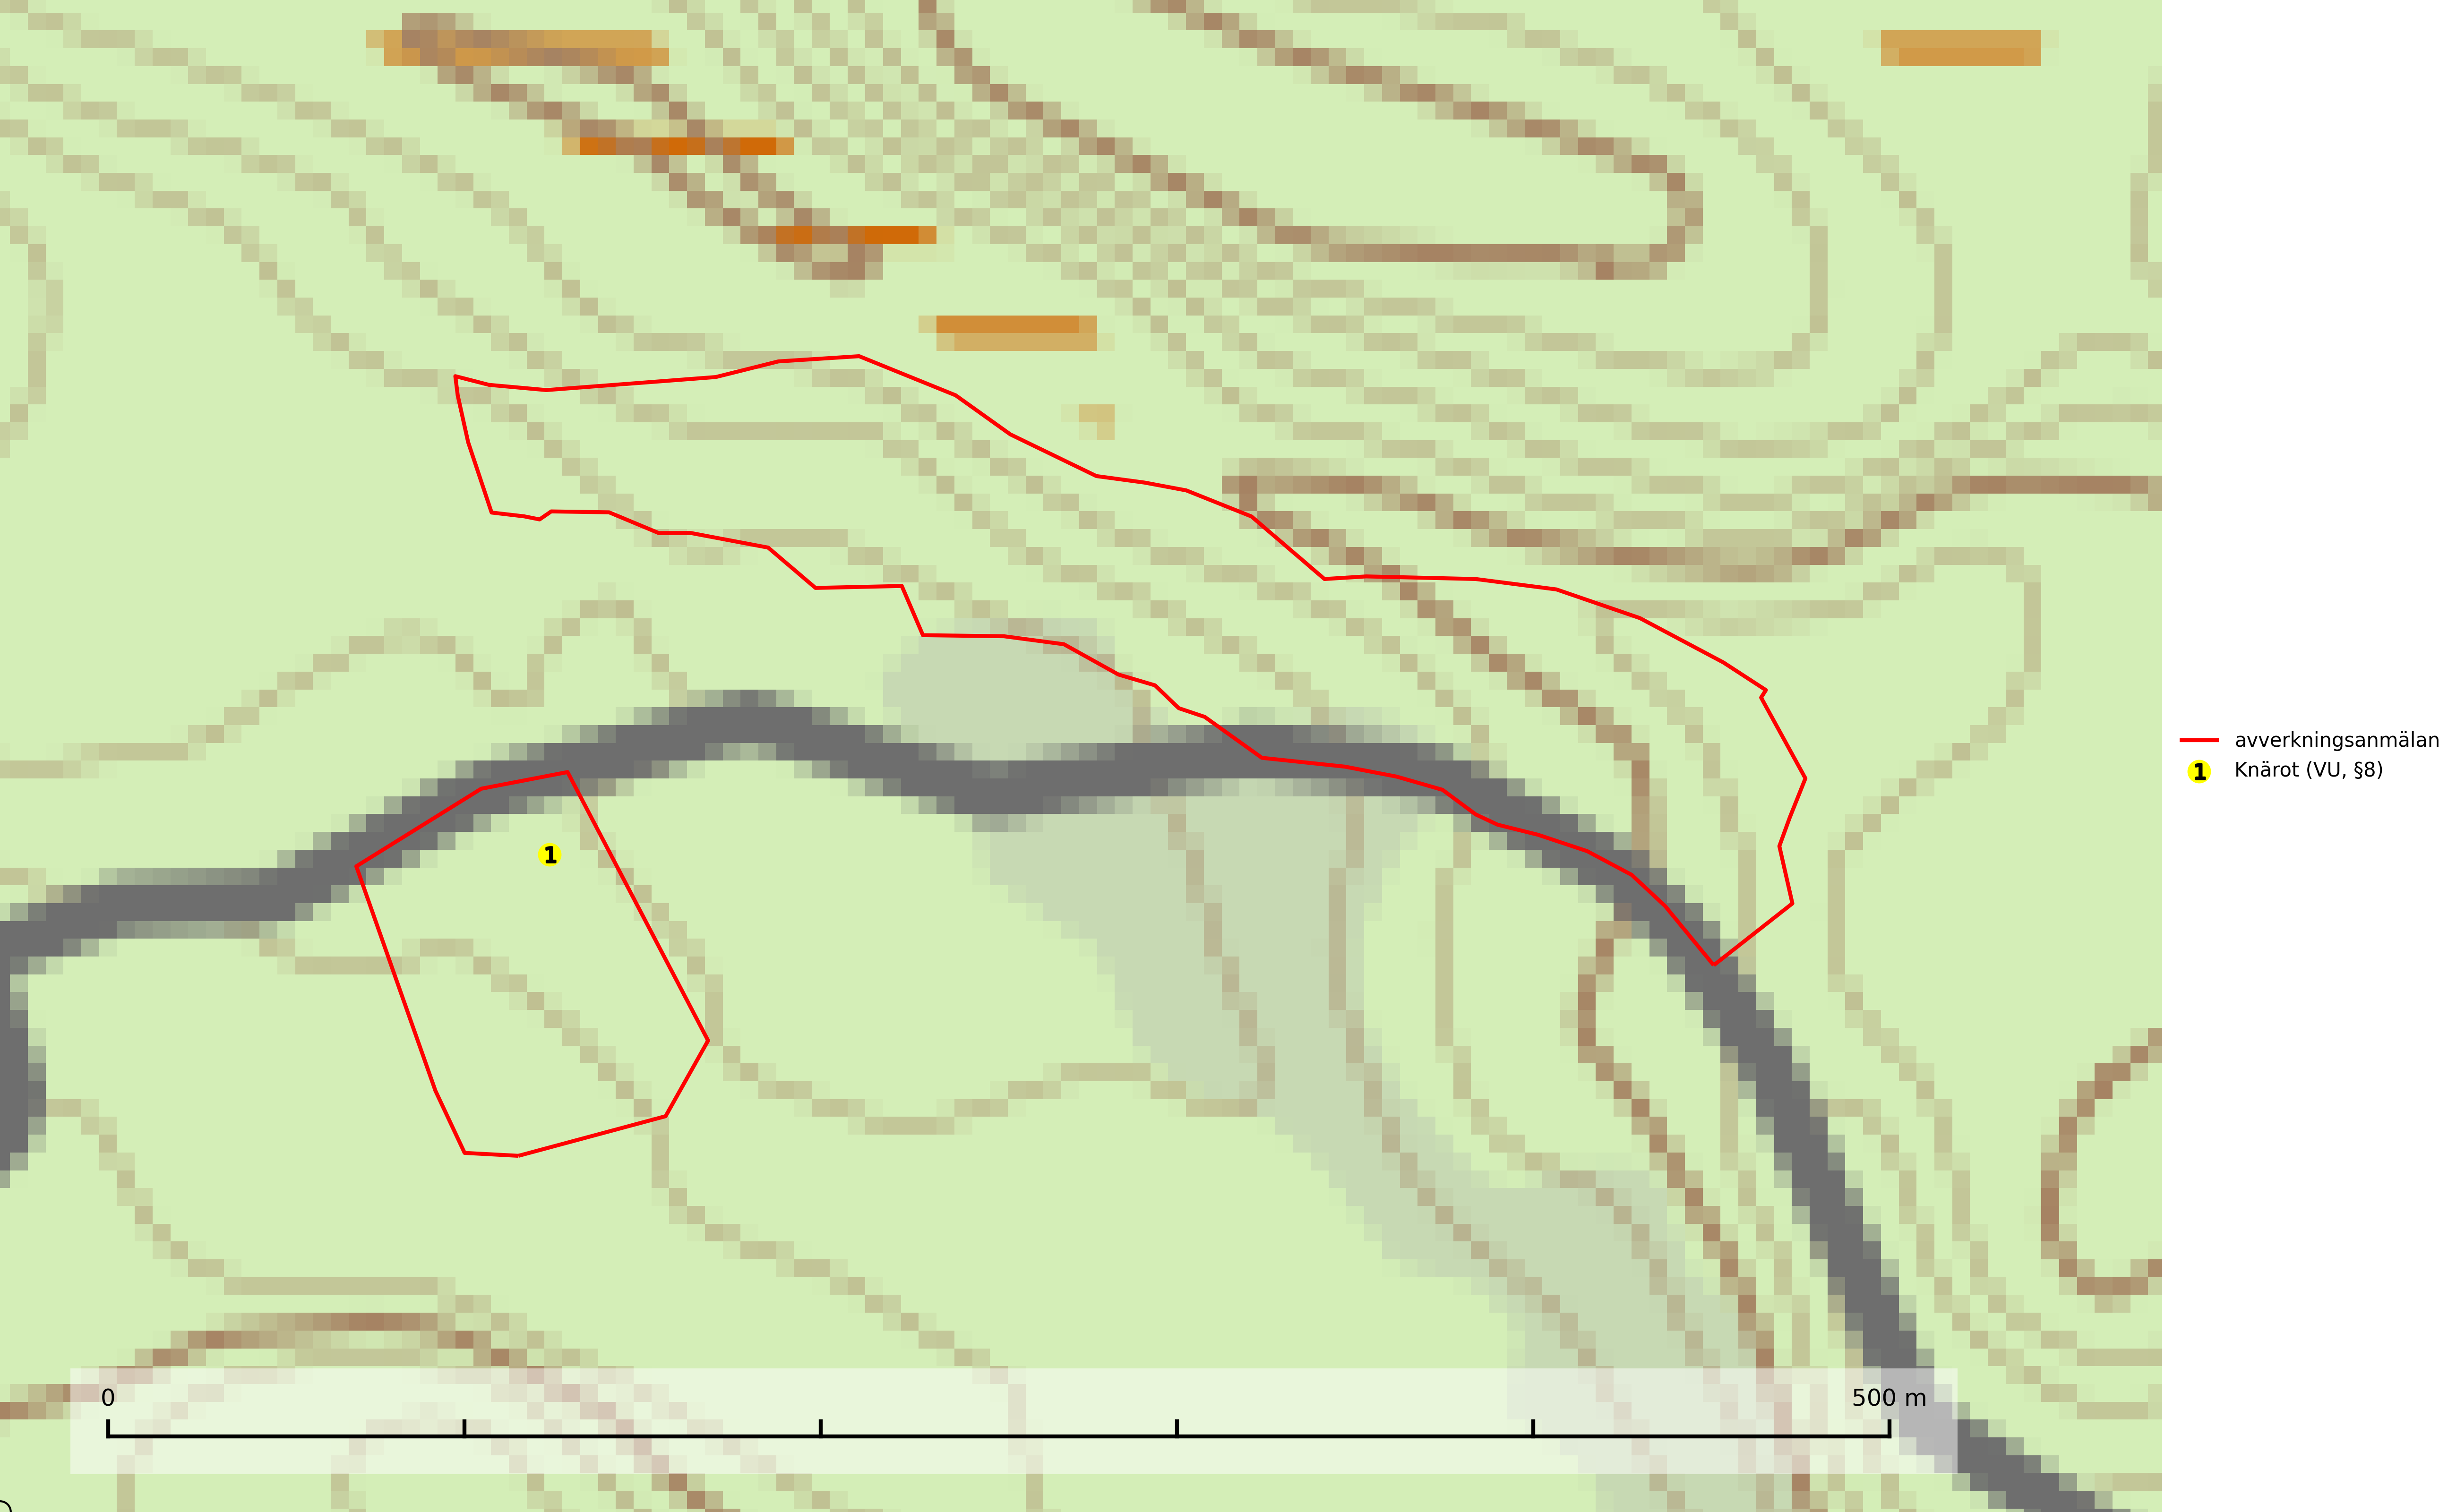 avverkningsanmälan
1 Knärot (VU, §8)
1
0 500 m